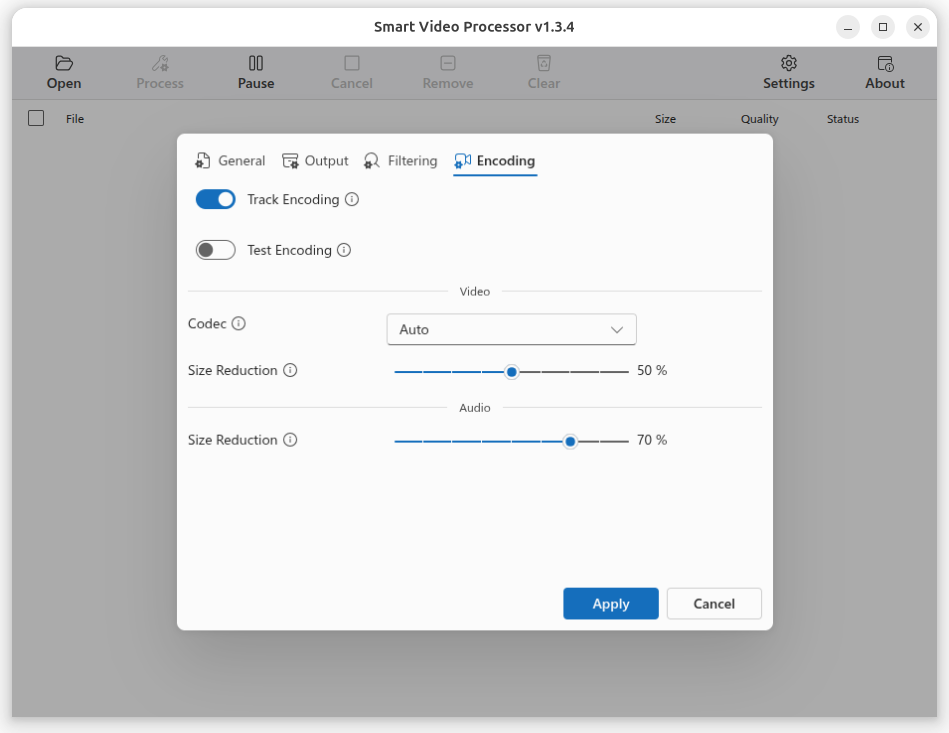 Smart Video Processor v1.3.4
Open Process Pause Cancel Remove Clear Settings About
File Size Quality Status
General Output Filtering Encoding
Track Encoding
Test Encoding
Video
Codec Auto
Size Reduction 50 %
Audio
Size Reduction 70 %
Apply Cancel